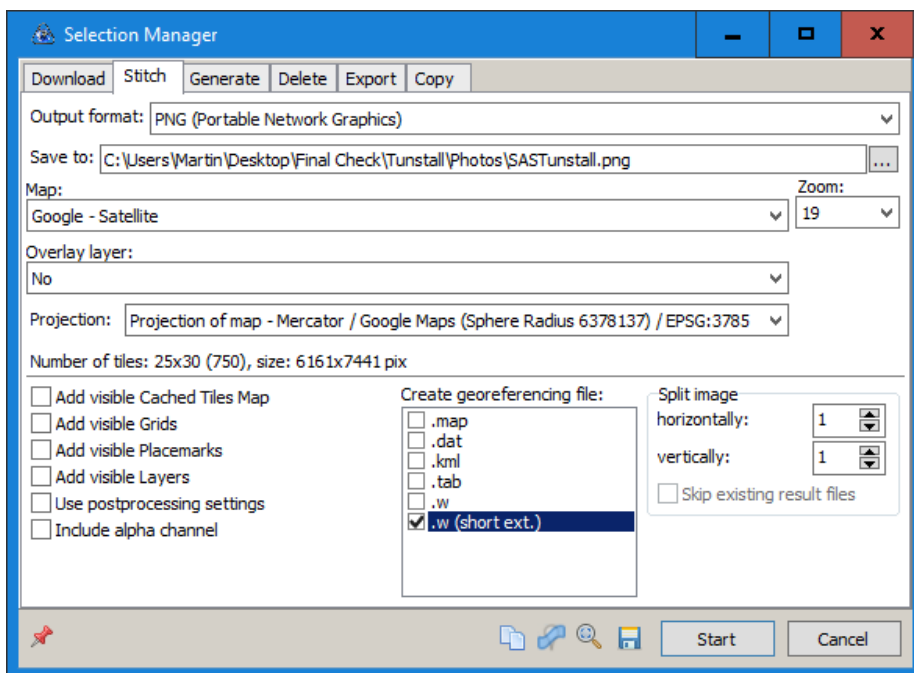 Selection Manager
Download Stitch Generate Delete Export Copy
Output format: PNG (Portable Network Graphics)
Save to: C:\Users\Martin\Desktop\Final Check\Tunstall\Photos\SASTunstall.png ...
Map: Zoom:
Google - Satellite 19
Overlay layer:
No
Projection: Projection of map - Mercator / Google Maps (Sphere Radius 6378137) / EPSG:3785
Number of tiles: 25x30 (750), size: 6161x7441 pix
Add visible Cached Tiles Map
Add visible Grids
Add visible Placemarks
Add visible Layers
Use postprocessing settings
Include alpha channel
Create georeferencing file:
.map
.dat
.kml
.tab
.w
.w (short ext.)
Split image
horizontally: 1
vertically: 1
Skip existing result files
Start Cancel